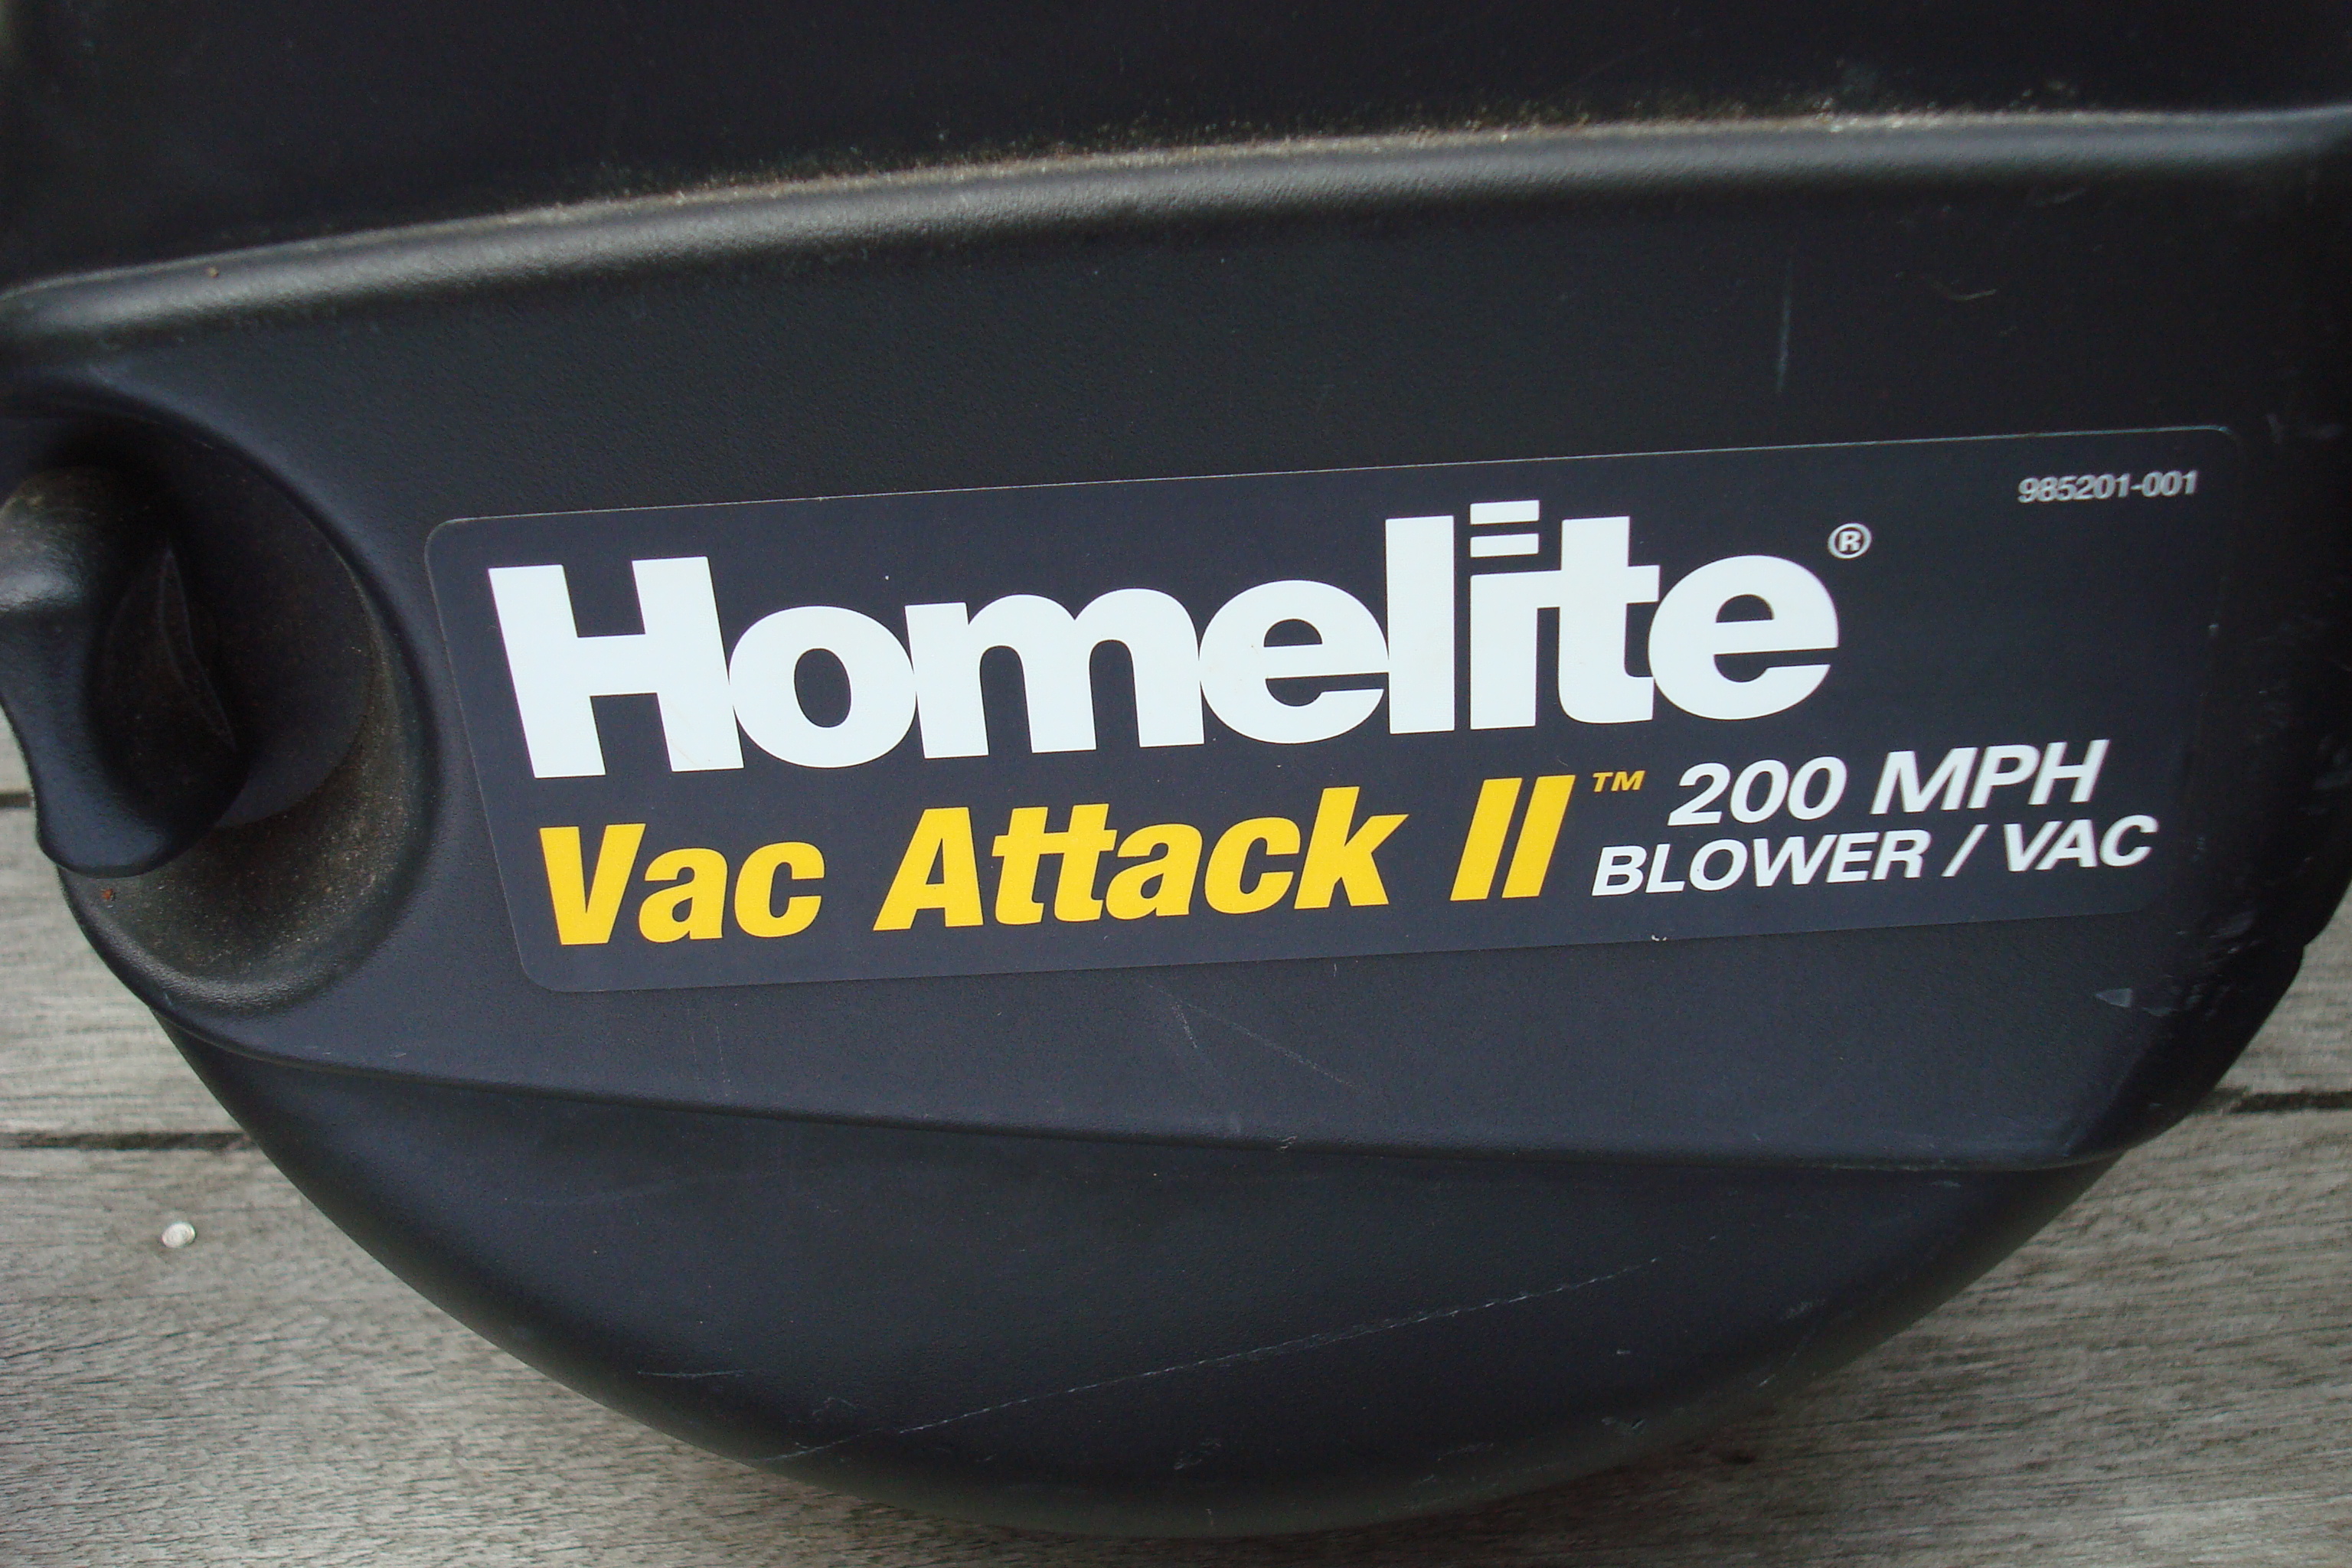 985201-001
Homelite®
Vac Attack II™ 200 MPH
BLOWER / VAC